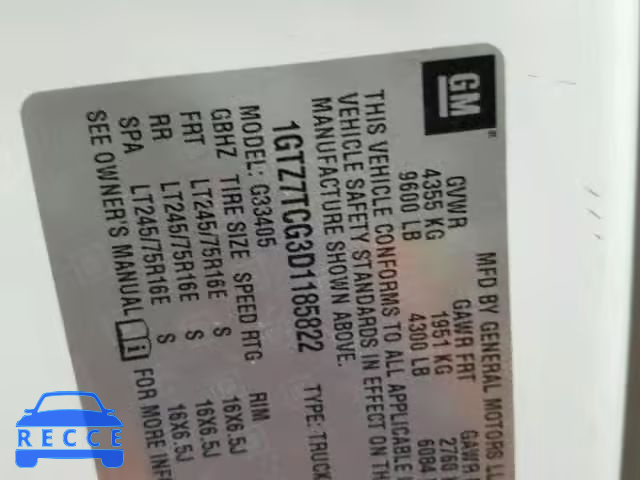 GM
MFD BY GENERAL MOTORS LL
GVWR GAWR FRT GAWR
4355 KG 1951 KG 2760
9600 LB 4300 LB 6084
THIS VEHICLE CONFORMS TO ALL APPLICABLE
VEHICLE SAFETY STANDARDS IN EFFECT ON TH
MANUFACTURE SHOWN ABOVE.
1GTZ7TCG3D1185822 TYPE: TRUCK
MODEL: G33405
GBHZ TIRE SIZE SPEED RTG RIM
FRT LT245/75R16E S 16X6.5J
RR LT245/75R16E S 16X6.5J
SPA LT245/75R16E S 16X6.5J
SEE OWNER'S MANUAL FOR MORE INF
RECCE